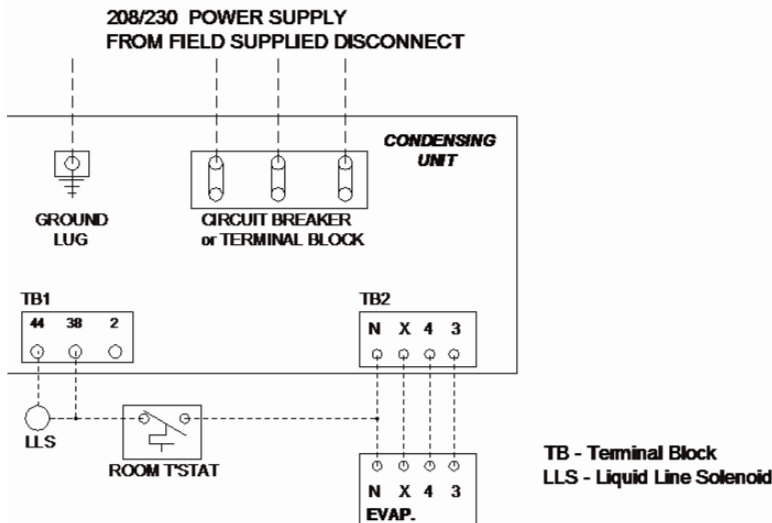 208/230 POWER SUPPLY
FROM FIELD SUPPLIED DISCONNECT
CONDENSING
UNIT
GROUND
LUG
CIRCUIT BREAKER
or TERMINAL BLOCK
TB1
44 38 2
TB2
N X 4 3
LLS
ROOM T'STAT
N X 4 3
EVAP.
TB - Terminal Block
LLS - Liquid Line Solenoid